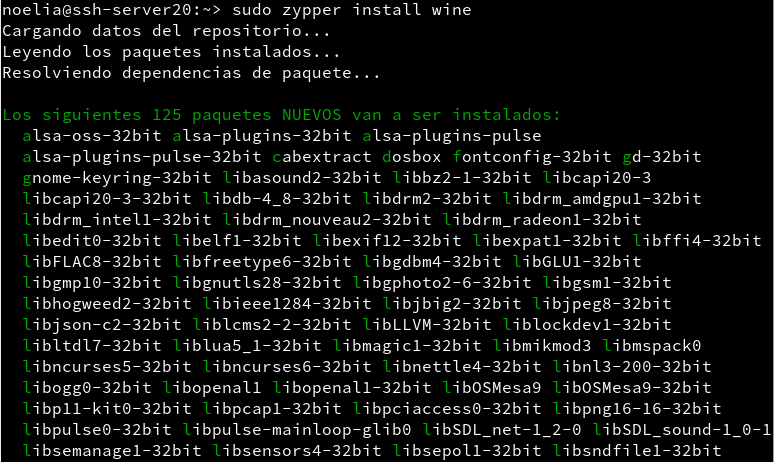 noelia@ssh-server20:~> sudo zypper install wine
Cargando datos del repositorio...
Leyendo los paquetes instalados...
Resolviendo dependencias de paquete...
Los siguientes 125 paquetes NUEVOS van a ser instalados:
alsa-oss-32bit alsa-plugins-32bit alsa-plugins-pulse
alsa-plugins-pulse-32bit cabextract dosbox fontconfig-32bit gd-32bit
gnome-keyring-32bit libasound2-32bit libbz2-1-32bit libcapi20-3
libcapi20-3-32bit libdb-4_8-32bit libdrm2-32bit libdrm_amdgpu1-32bit
libdrm_intel1-32bit libdrm_nouveau2-32bit libdrm_radeon1-32bit
libedit0-32bit libelf1-32bit libexif12-32bit libexpat1-32bit libffi4-32bit
libFLAC8-32bit libfreetype6-32bit libgdbm4-32bit libGLU1-32bit
libgmp10-32bit libgnutls28-32bit libgphoto2-6-32bit libgsm1-32bit
libhogweed2-32bit libieee1284-32bit libjbig2-32bit libjpeg8-32bit
libjson-c2-32bit liblcms2-2-32bit libLLVM-32bit liblockdev1-32bit
libltdl7-32bit liblua5_1-32bit libmagic1-32bit libmikmod3 libmspack0
libncurses5-32bit libncurses6-32bit libnettle4-32bit libnl3-200-32bit
libogg0-32bit libopenal1 libopenal1-32bit libOSMesa9 libOSMesa9-32bit
libp11-kit0-32bit libpcap1-32bit libpciaccess0-32bit libpng16-16-32bit
libpulse0-32bit libpulse-mainloop-glib0 libSDL_net-1_2-0 libSDL_sound-1_0-1
libsemanage1-32bit libsensors4-32bit libsepol1-32bit libsndfile1-32bit